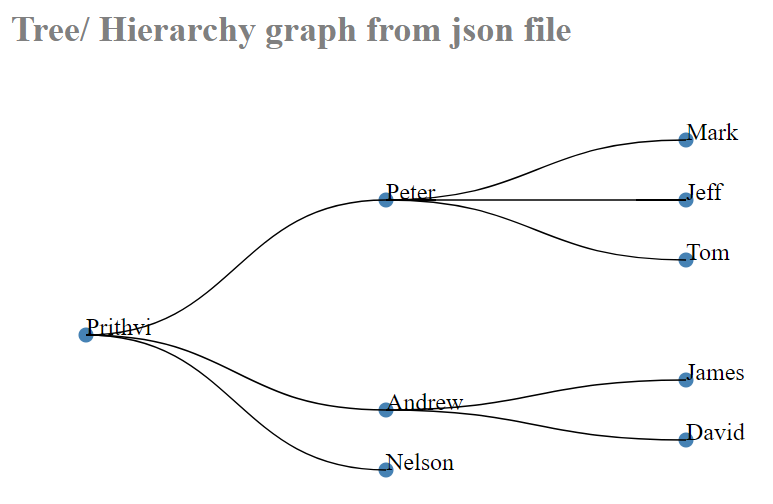 Tree/ Hierarchy graph from json file
Mark
Peter
Jeff
Tom
Prithvi
James
Andrew
David
Nelson